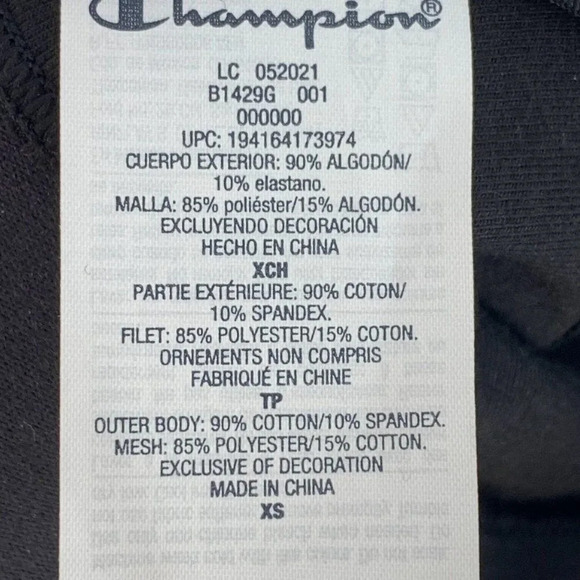 Champion®
LC 052021
B1429G 001
000000
UPC: 194164173974
CUERPO EXTERIOR: 90% ALGODÓN/
10% elastano.
MALLA: 85% poliéster/15% ALGODÓN.
EXCLUYENDO DECORACIÓN
HECHO EN CHINA
XCH
PARTIE EXTÉRIEURE: 90% COTON/
10% SPANDEX.
FILET: 85% POLYESTER/15% COTON.
ORNEMENTS NON COMPRIS
FABRIQUÉ EN CHINE
TP
OUTER BODY: 90% COTTON/10% SPANDEX.
MESH: 85% POLYESTER/15% COTTON.
EXCLUSIVE OF DECORATION
MADE IN CHINA
XS